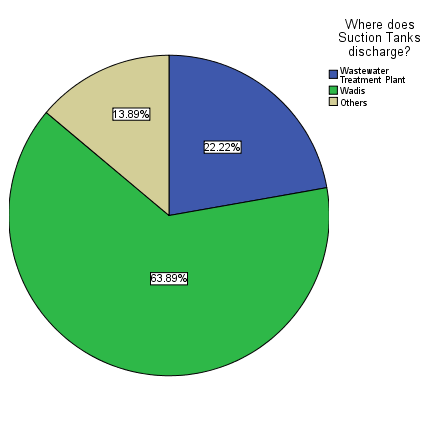 Where does
Suction Tanks
discharge?
Wastewater
Treatment Plant
Wadis
Others
13.89%
22.22%
63.89%